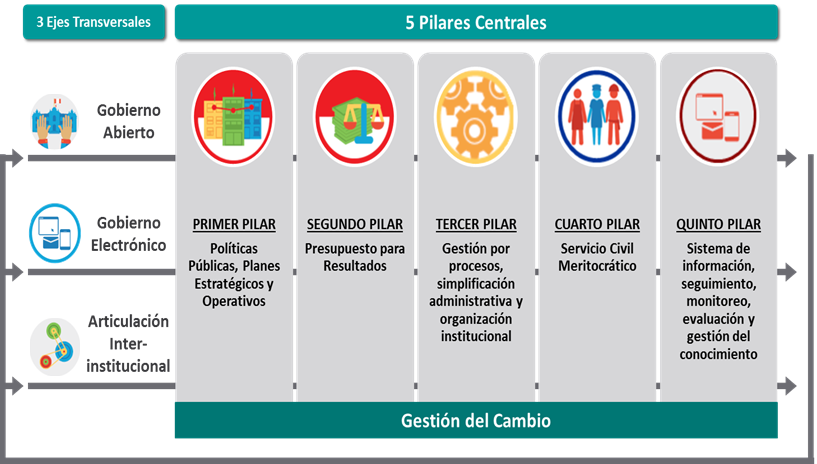 3 Ejes Transversales
5 Pilares Centrales
Gobierno
Abierto
Gobierno
Electrónico
Articulación
Inter-
institucional
PRIMER PILAR
Políticas
Públicas, Planes
Estratégicos y
Operativos
SEGUNDO PILAR
Presupuesto para
Resultados
TERCER PILAR
Gestión por
procesos,
simplificación
administrativa y
organización
institucional
CUARTO PILAR
Servicio Civil
Meritocrático
QUINTO PILAR
Sistema de
información,
seguimiento,
monitoreo,
evaluación y
gestión del
conocimiento
Gestión del Cambio